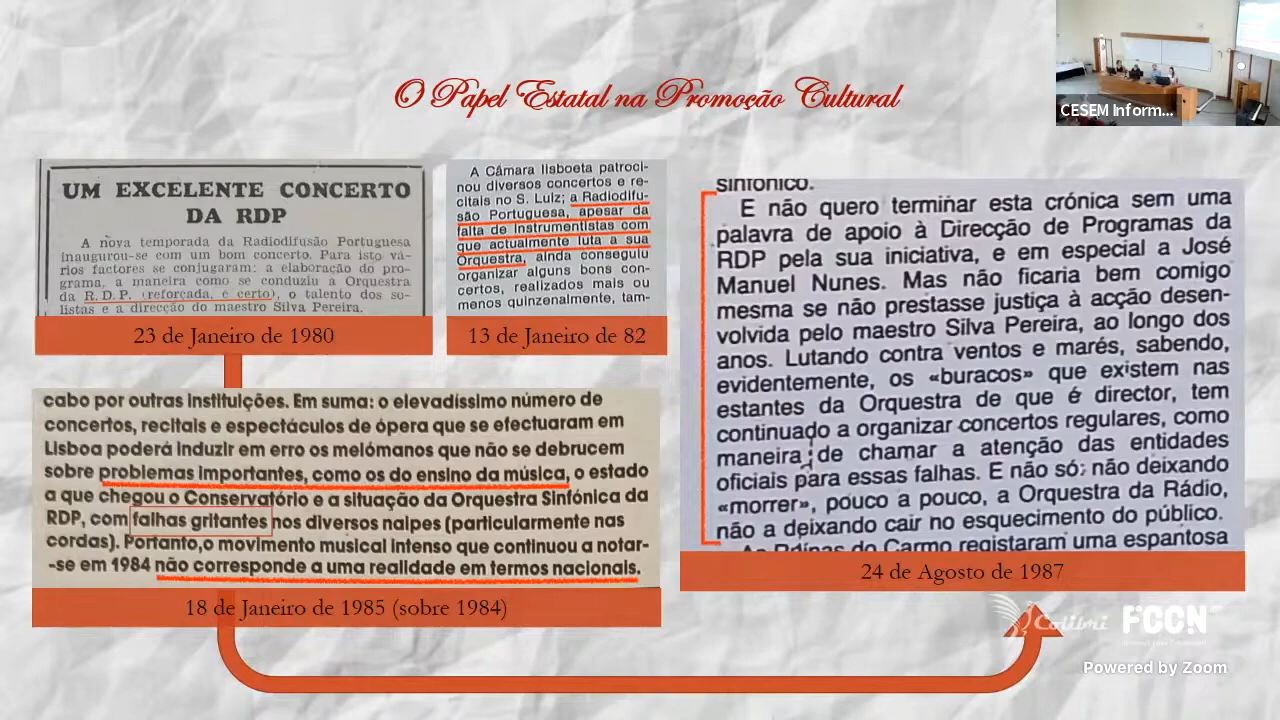 O Papel Estatal na Promoção Cultural
CESEM Inform...
UM EXCELENTE CONCERTO
DA RDP
A nova temporada da Radiodifusão Portuguesa
inaugurou-se com um bom concerto. Para isto vá-
rios factores se conjugaram: a elaboração do pro-
grama, a maneira como se conduziu a Orquestra
da R.D.P. (reforçada, é certo), o talento dos so-
listas e a direcção do maestro Silva Pereira.
23 de Janeiro de 1980
A Câmara lisboeta patroci-
nou diversos concertos e re-
citais no S. Luiz; a Radiodifu-
são Portuguesa, apesar da
falta de instrumentistas com
que actualmente luta a sua
Orquestra, ainda conseguiu
organizar alguns bons con-
certos, realizados mais ou
menos quinzenalmente, tam-
13 de Janeiro de 82
cabo por outras instituições. Em suma: o elevadíssimo número de
concertos, recitais e espectáculos de ópera que se efectuaram em
Lisboa poderá induzir em erro os melómanos que não se debrucem
sobre problemas importantes, como os do ensino da música, o estado
a que chegou o Conservatório e a situação da Orquestra Sinfónica da
RDP, com falhas gritantes nos diversos naipes (particularmente nas
cordas). Portanto,o movimento musical intenso que continuou a notar-
-se em 1984 não corresponde a uma realidade em termos nacionais.
18 de Janeiro de 1985 (sobre 1984)
sinfónico.
E não quero terminar esta crónica sem uma
palavra de apoio à Direcção de Programas da
RDP pela sua iniciativa, e em especial a José
Manuel Nunes. Mas não ficaria bem comigo
mesma se não prestasse justiça à acção desen-
volvida pelo maestro Silva Pereira, ao longo dos
anos. Lutando contra ventos e marés, sabendo,
evidentemente, os «buracos» que existem nas
estantes da Orquestra de que é director, tem
continuado a organizar concertos regulares, como
maneira de chamar a atenção das entidades
oficiais para essas falhas. E não só: não deixando
«morrer», pouco a pouco, a Orquestra da Rádio,
não a deixando cair no esquecimento do público.
As Ruínas do Carmo registaram uma espantosa
24 de Agosto de 1987
Colibri FCCN
Powered by Zoom